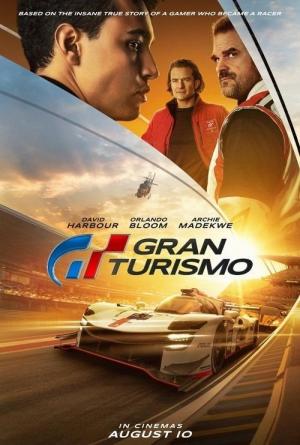 BASED ON THE INSANE TRUE STORY OF A GAMER WHO BECAME A RACER
DAVID HARBOUR
ORLANDO BLOOM
ARCHIE MADEKWE
GRAN
TURISMO
IN CINEMAS
AUGUST 10